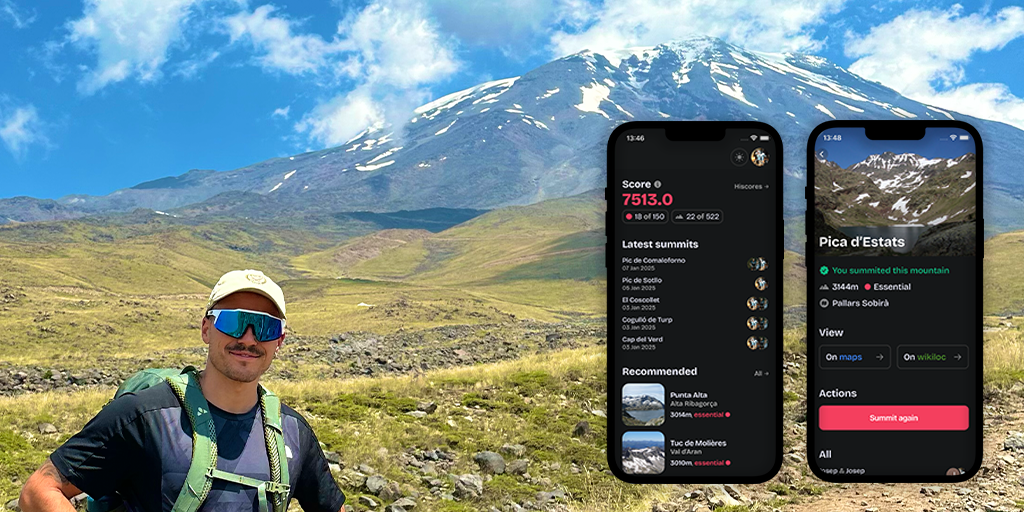 13:46
Score
Hiscores →
7513.0
18 of 150
22 of 522
Latest summits
Pic de Comaloforno
07 Jan 2025
Pic de Sotllo
05 Jan 2025
El Coscollet
03 Jan 2025
Cogulló de Turp
03 Jan 2025
Cap del Verd
03 Jan 2025
Recommended
All →
Punta Alta
Alta Ribagorça
3014m, essential
Tuc de Molières
Val d'Aran
3010m, essential
13:48
Pica d'Estats
You summited this mountain
3144m Essential
Pallars Sobirà
View
On maps →
On wikiloc →
Actions
Summit again
All
Josep & Josep